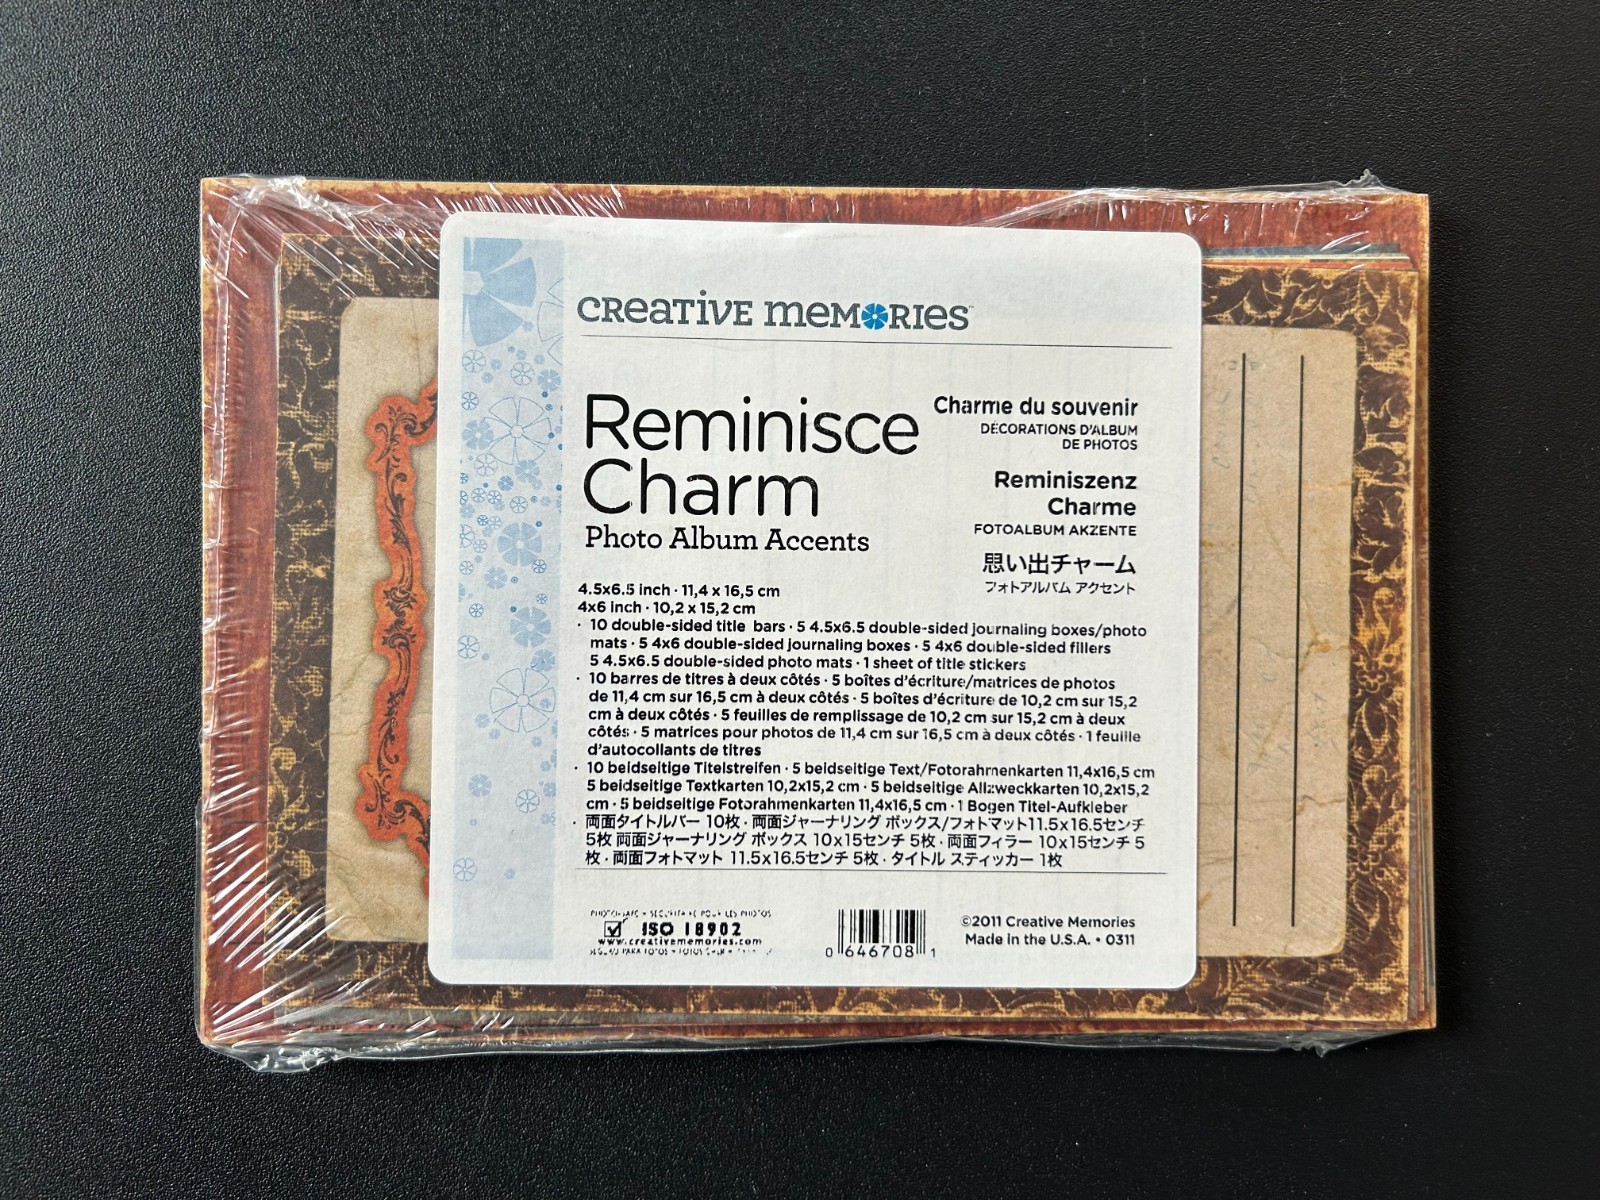 CREATIVE MEMORIES™
Reminisce
Charm
Photo Album Accents
Charme du souvenir
DÉCORATIONS D'ALBUM
DE PHOTOS
Reminiszenz
Charme
FOTOALBUM AKZENTE
思い出チャーム
フォトアルバム アクセント
4.5x6.5 inch · 11,4 x 16,5 cm
4x6 inch · 10,2 x 15,2 cm
· 10 double-sided title bars · 5 4.5x6.5 double-sided journaling boxes/photo
mats · 5 4x6 double-sided journaling boxes · 5 4x6 double-sided fillers
5 4.5x6.5 double-sided photo mats · 1 sheet of title stickers
· 10 barres de titres à deux côtés · 5 boîtes d'écriture/matrices de photos
de 11,4 cm sur 16,5 cm à deux côtés · 5 boîtes d'écriture de 10,2 cm sur 15,2
cm à deux côtés · 5 feuilles de remplissage de 10,2 cm sur 15,2 cm à deux
côtés · 5 matrices pour photos de 11,4 cm sur 16,5 cm à deux côtés · 1 feuille
d'autocollants de titres
· 10 beidseitige Titelstreifen · 5 beidseitige Text/Fotorahmenkarten 11,4x16,5 cm
5 beidseitige Textkarten 10,2x15,2 cm · 5 beidseitige Allzweckkarten 10,2x15,2
cm · 5 beidseitige Fotorahmenkarten 11,4x16,5 cm · 1 Bogen Titel-Aufkleber
· 両面タイトルバー 10枚 · 両面ジャーナリング ボックス/フォトマット11.5x16.5センチ
5枚 両面ジャーナリング ボックス 10x15センチ 5枚 · 両面フィラー 10x15センチ 5
枚 · 両面フォトマット 11.5x16.5センチ 5枚 · タイトル スティッカー 1枚
PHOTO-SAFE • SÉCURITAIRE POUR LES PHOTOS
ISO 18902
www.creativememories.com
SEGURO PARA FOTOS
0 646708 1
©2011 Creative Memories
Made in the U.S.A. • 0311